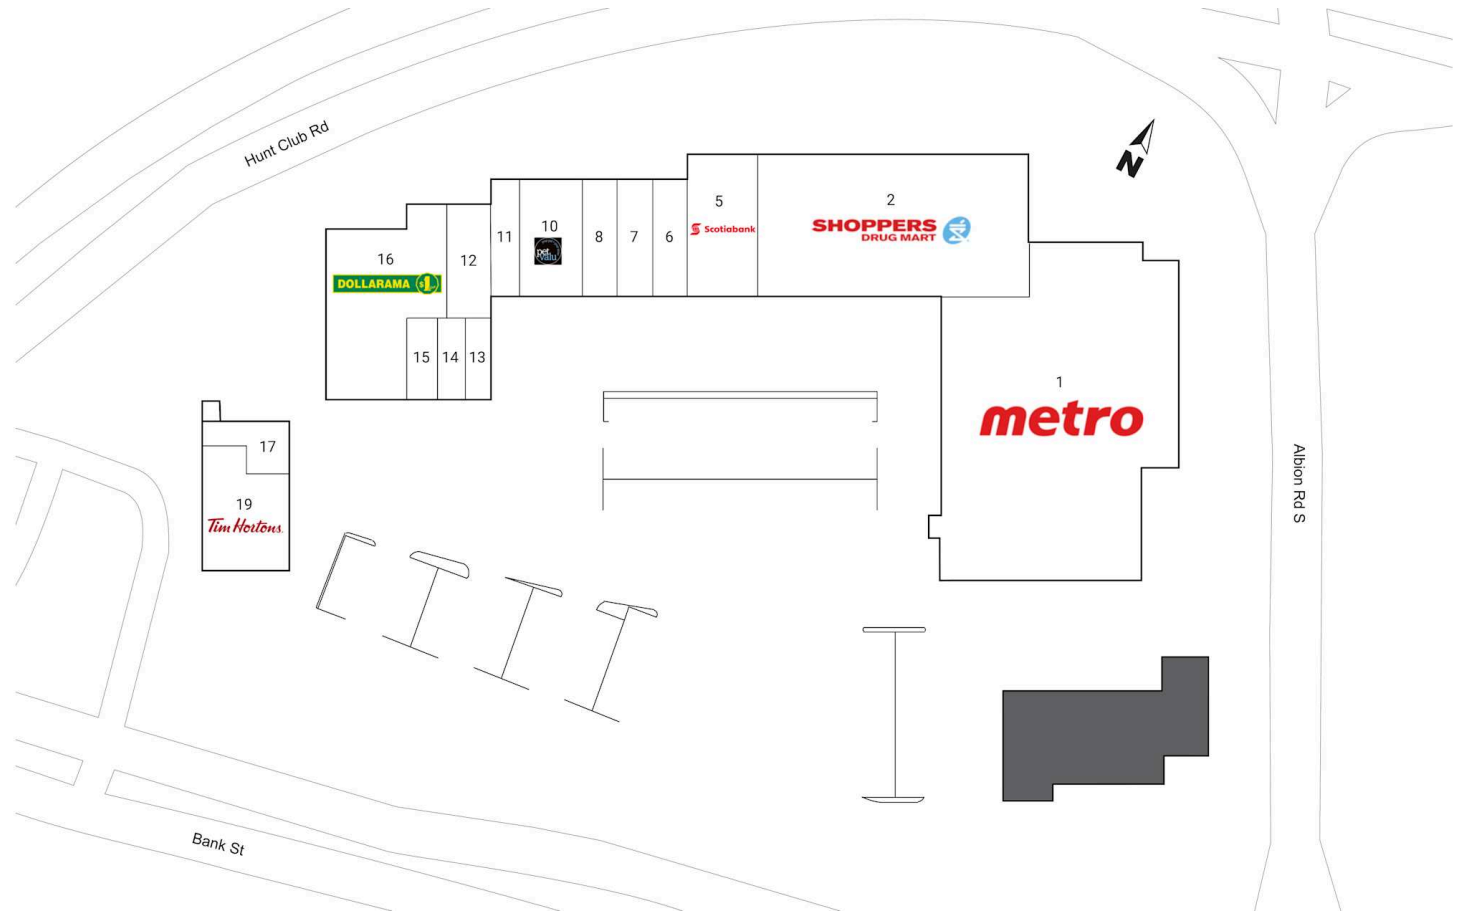 Hunt Club Rd
N
5
Scotiabank
2
SHOPPERS
DRUG MART
11
10
pet
valu
8
7
6
16
DOLLARAMA $1
12
15
14
13
1
metro
17
19
Tim Hortons
Albion Rd S
Bank St